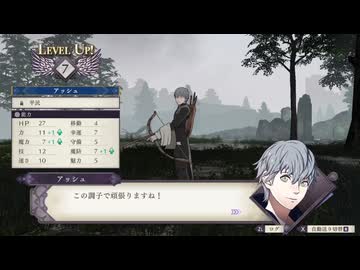 LEVEL UP!
7
アッシュ
平民
能力
HP 27 移動 4
力 11 +1 幸運 7
魔力 7 +1 守備 5
技 12 魔防 7 +1
速さ 10 魅力 5
アッシュ
この調子で頑張りますね！
ログ X 自動送り切替